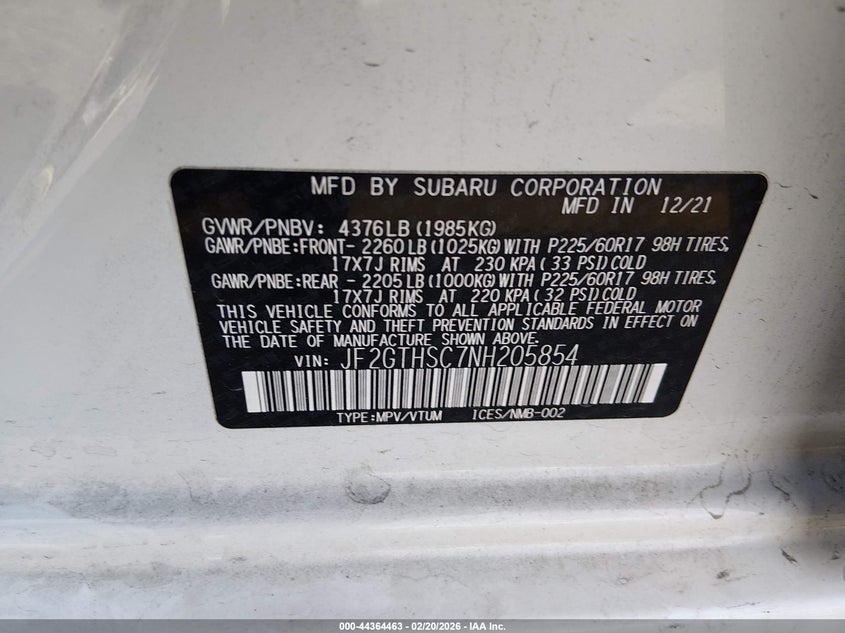 MFD BY SUBARU CORPORATION
MFD IN 12/21
GVWR/PNBV: 4376LB(1985KG)
GAWR/PNBE:FRONT- 2260LB(1025KG)WITH P225/60R17 98H TIRES,
17X7J RIMS AT 230 KPA(33 PSI)COLD
GAWR/PNBE:REAR - 2205LB(1000KG)WITH P225/60R17 98H TIRES,
17X7J RIMS AT 220 KPA(32 PSI)COLD
THIS VEHICLE CONFORMS TO ALL APPLICABLE FEDERAL MOTOR
VEHICLE SAFETY AND THEFT PREVENTION STANDARDS IN EFFECT ON
THE DATE OF MANUFACTURE SHOWN ABOVE.
VIN: JF2GTHSC7NH205854
TYPE:MPV/VTUM ICES/NMB-002
000-44364463 - 02/20/2026 - IAA Inc.